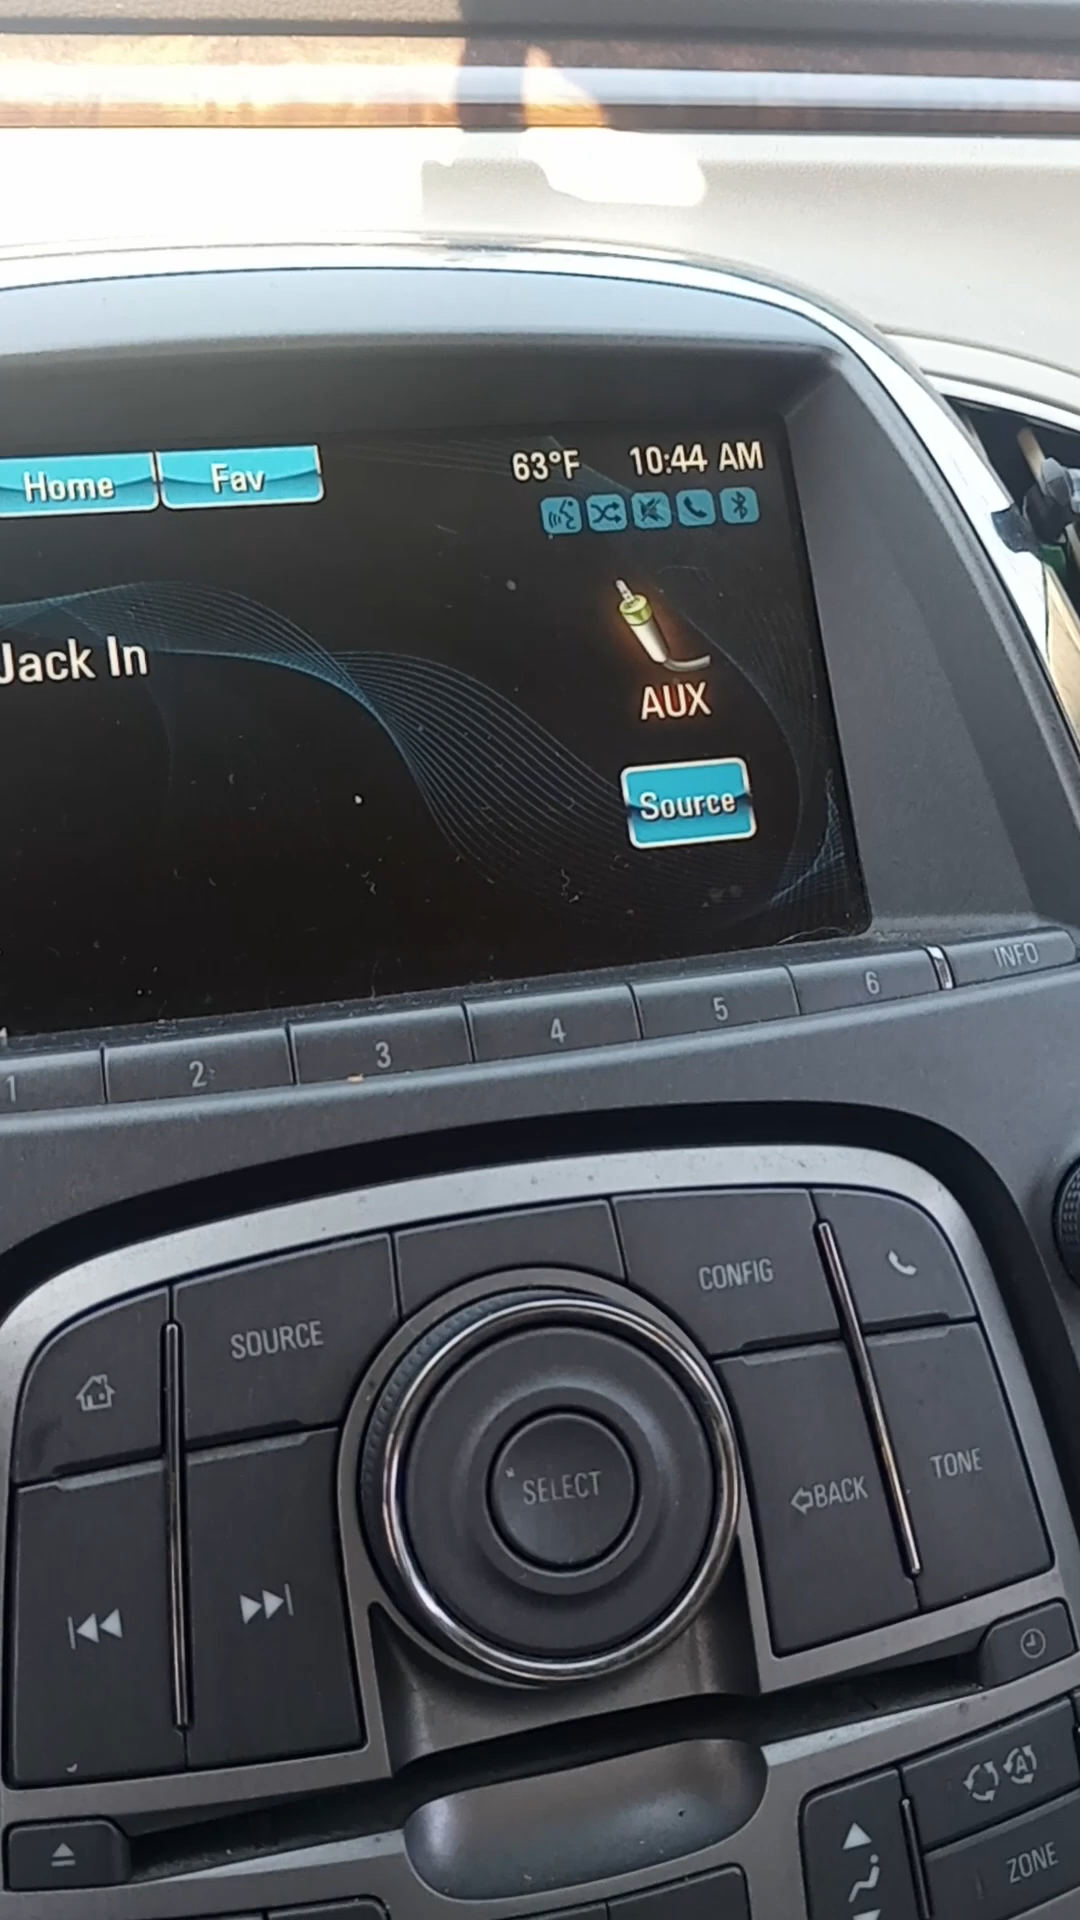 Home Fav 63°F 10:44 AM
Jack In
AUX
Source
1 2 3 4 5 6 INFO
SOURCE CONFIG
SELECT BACK TONE
A
ZONE